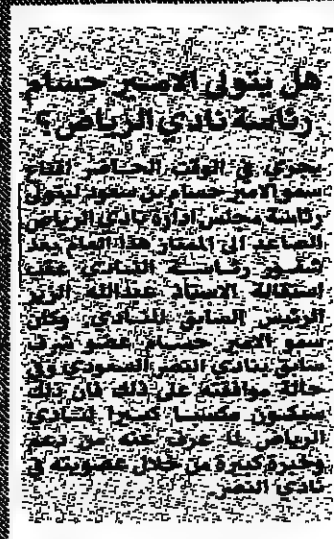 هل يتولى الامير حسام
رئاسة نادي الرياض؟
يجري في الوقت الحاضر اقناع
سمو الامير حسام بن سعود ليتولى
رئاسة مجلس ادارة نادي الرياض
الصاعد الى الممتاز هذا العام بعد
شغور رئاسة النادي عقب
استقالة الاستاذ عبدالله الزير
الرئيس السابق للنادي. وكان
سمو الامير حسام عضو شرف
سابق بنادي النصر السعودي وفي
حالة موافقته على ذلك فان ذلك
سيكون مكسبا كبيرا لنادي
الرياض لما عرف عنه من دعم
وخبرة كبيرة من خلال عضويته في
نادي النصر.